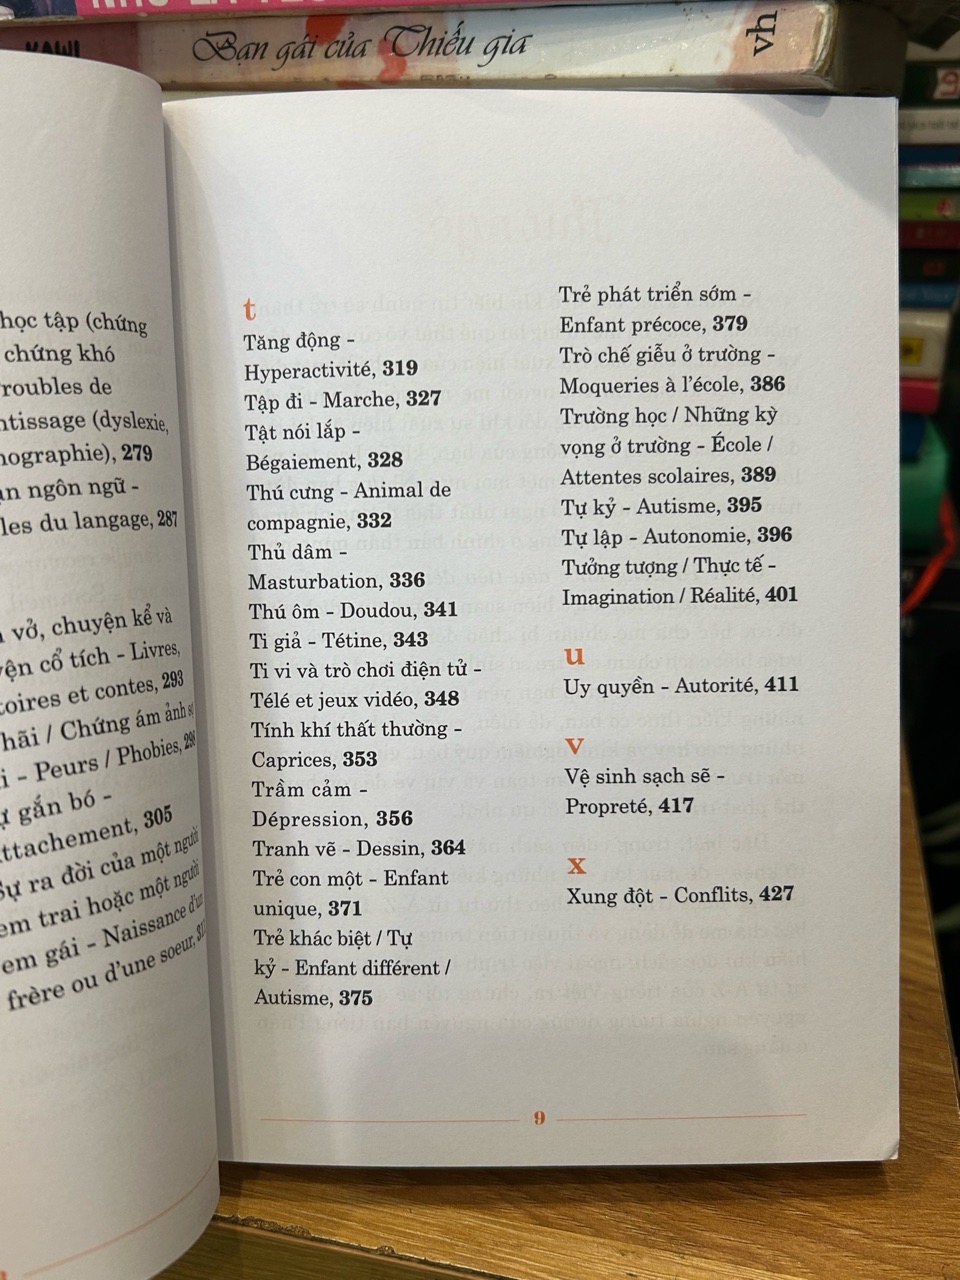 Bạn gái của Thiếu gia
vh
học tập (chứng
chứng khó
roubles de
ntissage (dyslexie,
nographie), 279
ạn ngôn ngữ -
les du langage, 287
vở, chuyện kể và
yện cổ tích - Livres,
toires et contes, 293
hãi / Chứng ám ảnh
i - Peurs / Phobies,
gắn bó -
ttachement, 305
Sự ra đời của một người
em trai hoặc một người
em gái - Naissance d'un
frère ou d'une soeur,
t
Tăng động -
Hyperactivité, 319
Tập đi - Marche, 327
Tật nói lắp -
Bégaiement, 328
Thú cưng - Animal de
compagnie, 332
Thủ dâm -
Masturbation, 336
Thú ôm - Doudou, 341
Ti giả - Tétine, 343
Ti vi và trò chơi điện tử -
Télé et jeux vidéo, 348
Tính khí thất thường -
Caprices, 353
Trầm cảm -
Dépression, 356
Tranh vẽ - Dessin, 364
Trẻ con một - Enfant
unique, 371
Trẻ khác biệt / Tự
kỷ - Enfant différent /
Autisme, 375
Trẻ phát triển sớm -
Enfant précoce, 379
Trò chế giễu ở trường -
Moqueries à l'école, 386
Trường học / Những kỳ
vọng ở trường - École /
Attentes scolaires, 389
Tự kỷ - Autisme, 395
Tự lập - Autonomie, 396
Tưởng tượng / Thực tế -
Imagination / Réalité, 401
u
Uy quyền - Autorité, 411
v
Vệ sinh sạch sẽ -
Propreté, 417
x
Xung đột - Conflits, 427
9